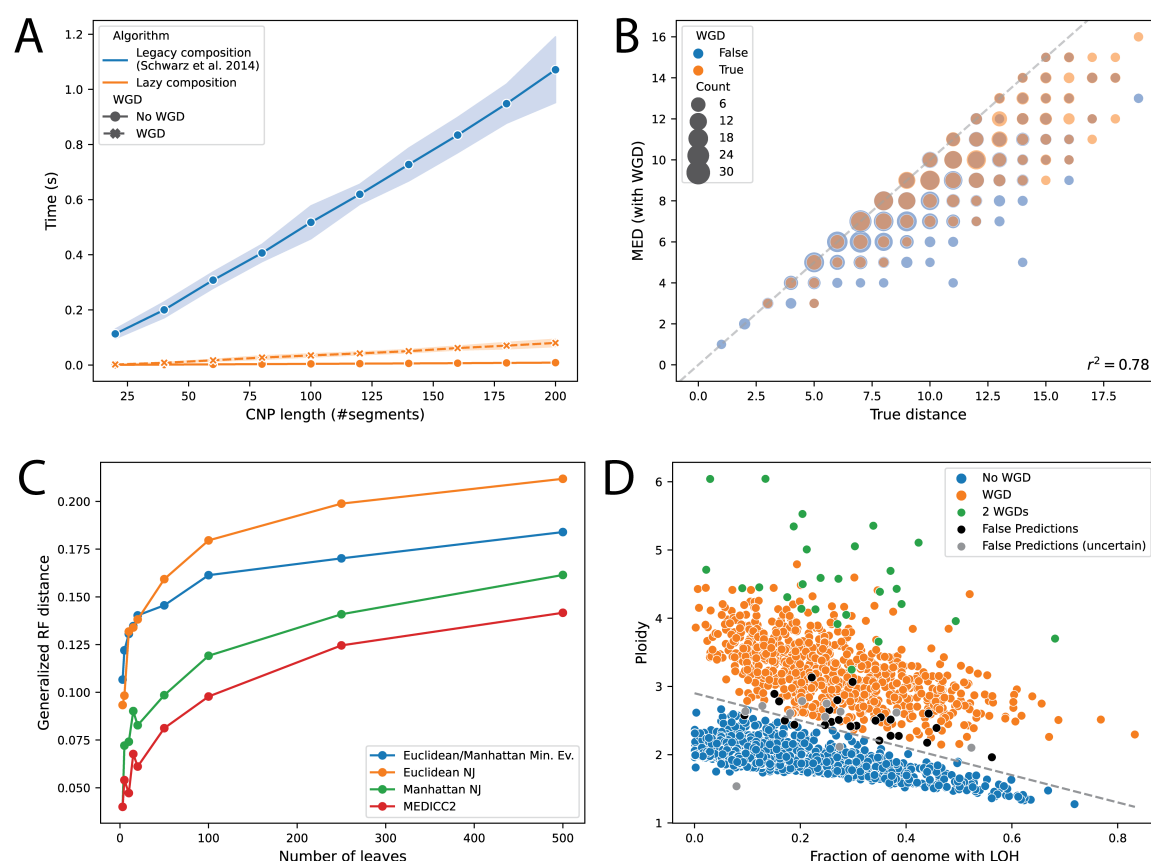 A
1.2
1.0
0.8
0.6
0.4
0.2
0.0
Time (s)
Algorithm
Legacy composition
(Schwarz et al. 2014)
Lazy composition
WGD
No WGD
WGD
25 50 75 100 125 150 175 200
CNP length (#segments)
B
16
14
12
10
8
6
4
2
0
MED (with WGD)
WGD
False
True
Count
6
12
18
24
30
r² = 0.78
0.0 2.5 5.0 7.5 10.0 12.5 15.0 17.5
True distance
C
0.200
0.175
0.150
0.125
0.100
0.075
0.050
Generalized RF distance
Euclidean/Manhattan Min. Ev.
Euclidean NJ
Manhattan NJ
MEDICC2
0 100 200 300 400 500
Number of leaves
D
6
5
4
3
2
1
Ploidy
No WGD
WGD
2 WGDs
False Predictions
False Predictions (uncertain)
0.0 0.2 0.4 0.6 0.8
Fraction of genome with LOH